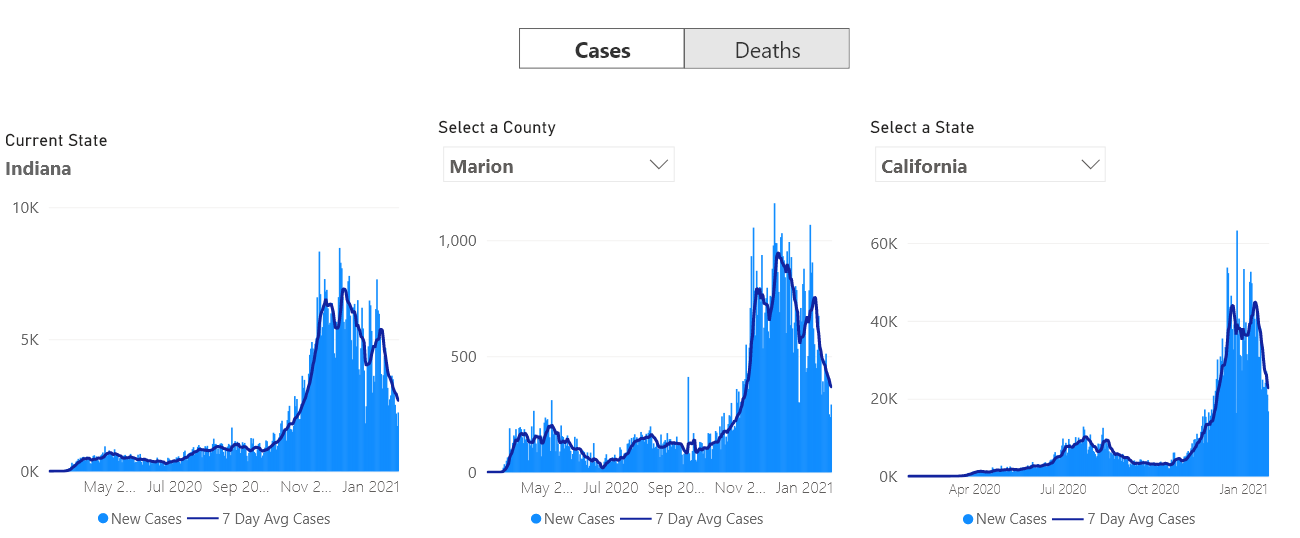 Cases Deaths
Current State
Indiana
10K
5K
0K
May 2... Jul 2020 Sep 20... Nov 2... Jan 2021
New Cases 7 Day Avg Cases
Select a County
Marion
1,000
500
0
May 2... Jul 2020 Sep 20... Nov 2... Jan 2021
New Cases 7 Day Avg Cases
Select a State
California
60K
40K
20K
0K
Apr 2020 Jul 2020 Oct 2020 Jan 2021
New Cases 7 Day Avg Cases